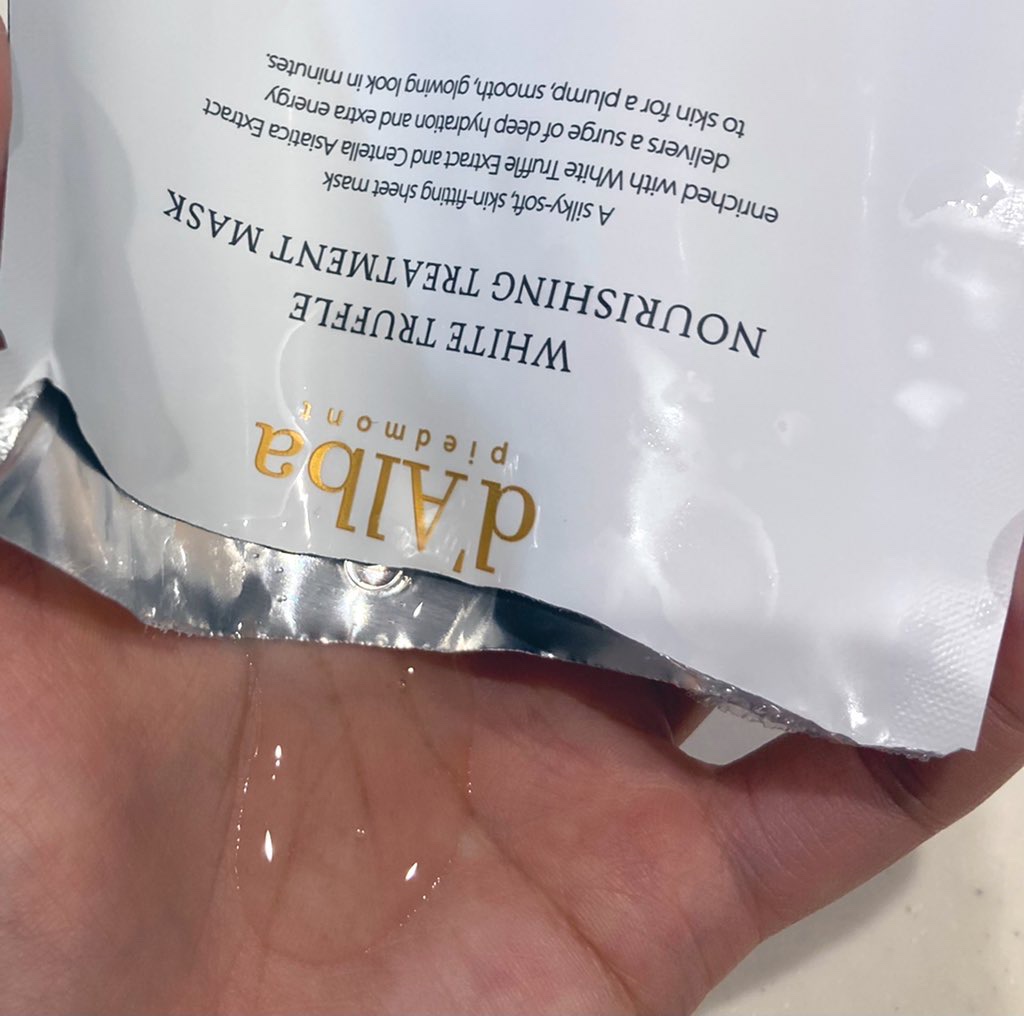 d'Alba
piedmont
WHITE TRUFFLE
NOURISHING TREATMENT MASK
A silky-soft, skin-fitting sheet mask
enriched with White Truffle Extract and Centella Asiatica Extract
delivers a surge of deep hydration and extra energy
to skin for a plump, smooth, glowing look in minutes.